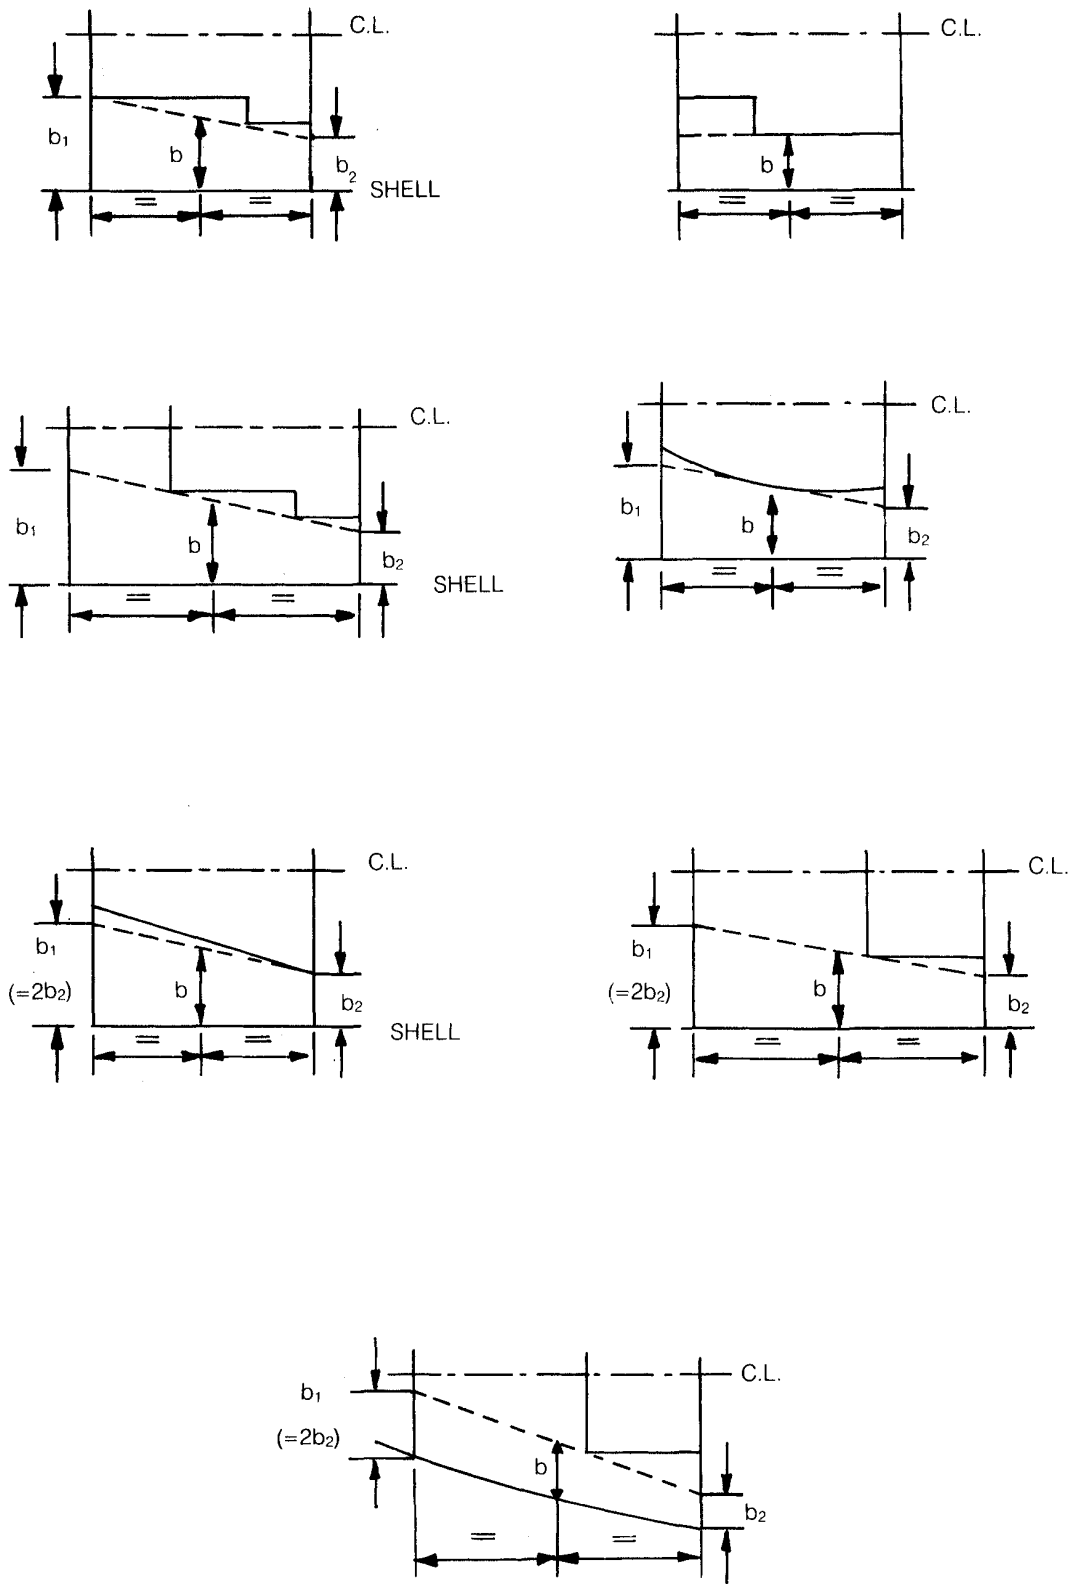 C.L.
b1
b
b2
SHELL
=
=
C.L.
b
=
=
C.L.
b1
b
b2
SHELL
=
=
C.L.
b1
b
b2
=
=
C.L.
b1
(=2b2)
b
b2
SHELL
=
=
C.L.
b1
(=2b2)
b
b2
=
=
C.L.
b1
(=2b2)
b
b2
=
=